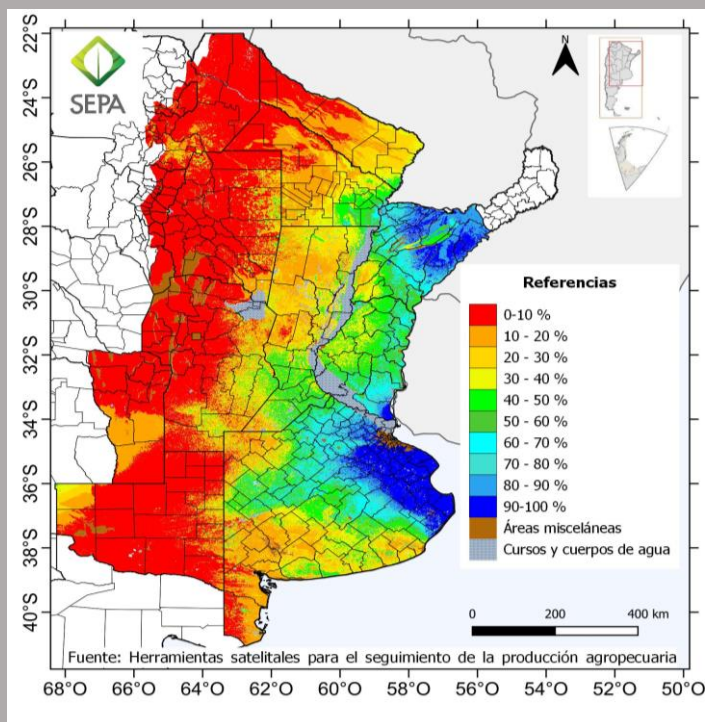 SEPA
N
22°S
24°S
26°S
28°S
30°S
32°S
34°S
36°S
38°S
40°S
Referencias
0-10 %
10 - 20 %
20 - 30 %
30 - 40 %
40 - 50 %
50 - 60 %
60 - 70 %
70 - 80 %
80 - 90 %
90-100 %
Áreas misceláneas
Cursos y cuerpos de agua
0 200 400 km
Fuente: Herramientas satelitales para el seguimiento de la producción agropecuaria
68°O 66°O 64°O 62°O 60°O 58°O 56°O 54°O 52°O 50°O